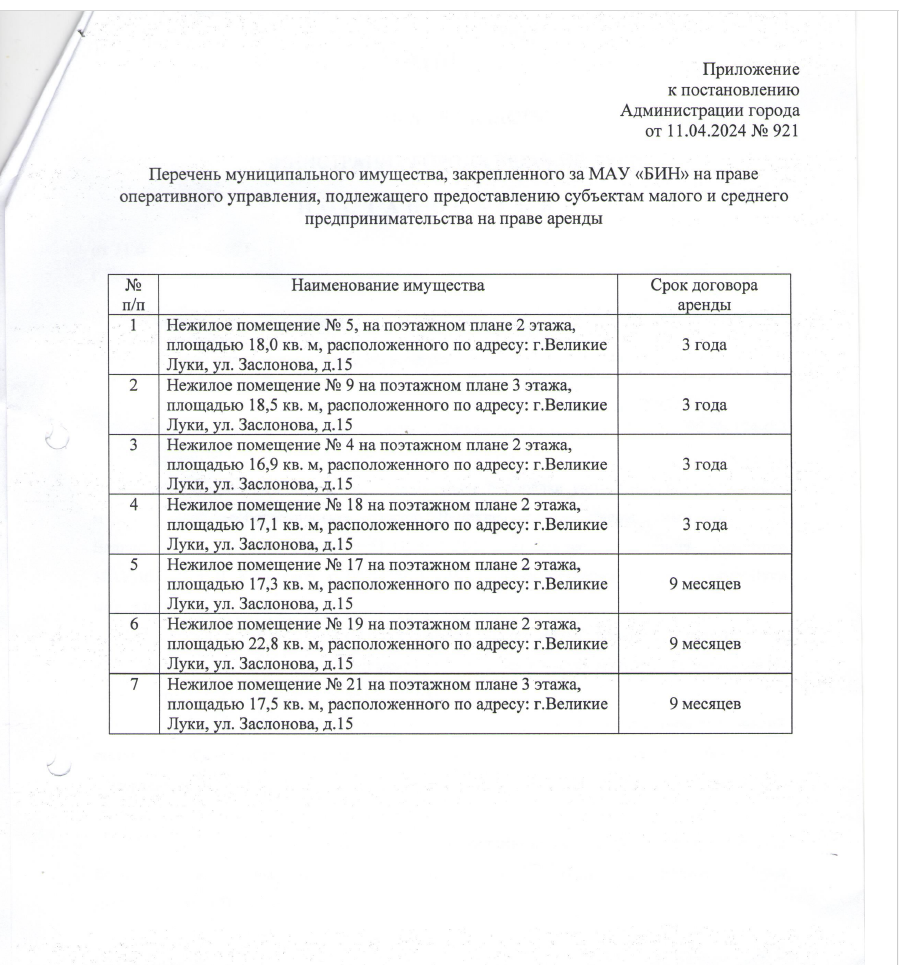 Приложение
к постановлению
Администрации города
от 11.04.2024 № 921
Перечень муниципального имущества, закрепленного за МАУ «БИН» на праве
оперативного управления, подлежащего предоставлению субъектам малого и среднего
предпринимательства на праве аренды
№ п/п
Наименование имущества
Срок договора
аренды
1
Нежилое помещение № 5, на поэтажном плане 2 этажа,
площадью 18,0 кв. м, расположенного по адресу: г.Великие
Луки, ул. Заслонова, д.15
3 года
2
Нежилое помещение № 9 на поэтажном плане 3 этажа,
площадью 18,5 кв. м, расположенного по адресу: г.Великие
Луки, ул. Заслонова, д.15
3 года
3
Нежилое помещение № 4 на поэтажном плане 2 этажа,
площадью 16,9 кв. м, расположенного по адресу: г.Великие
Луки, ул. Заслонова, д.15
3 года
4
Нежилое помещение № 18 на поэтажном плане 2 этажа,
площадью 17,1 кв. м, расположенного по адресу: г.Великие
Луки, ул. Заслонова, д.15
3 года
5
Нежилое помещение № 17 на поэтажном плане 2 этажа,
площадью 17,3 кв. м, расположенного по адресу: г.Великие
Луки, ул. Заслонова, д.15
9 месяцев
6
Нежилое помещение № 19 на поэтажном плане 2 этажа,
площадью 22,8 кв. м, расположенного по адресу: г.Великие
Луки, ул. Заслонова, д.15
9 месяцев
7
Нежилое помещение № 21 на поэтажном плане 3 этажа,
площадью 17,5 кв. м, расположенного по адресу: г.Великие
Луки, ул. Заслонова, д.15
9 месяцев